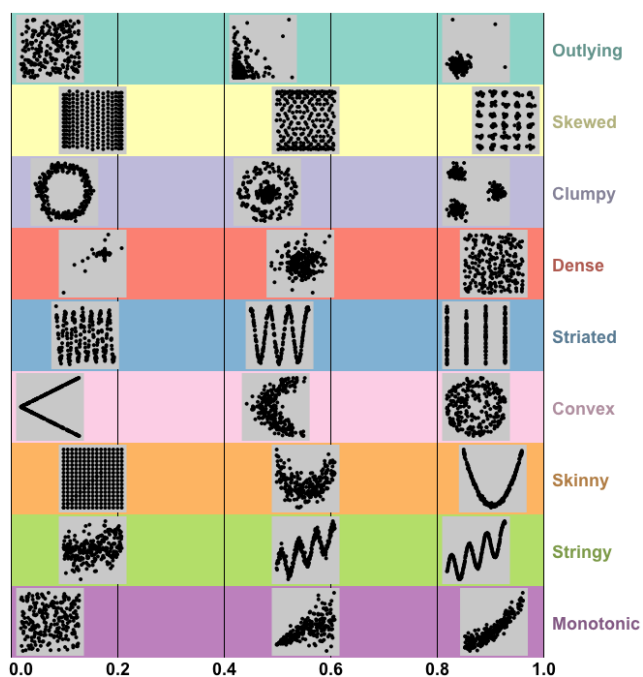 Outlying
Skewed
Clumpy
Dense
Striated
Convex
Skinny
Stringy
Monotonic
0.0 0.2 0.4 0.6 0.8 1.0